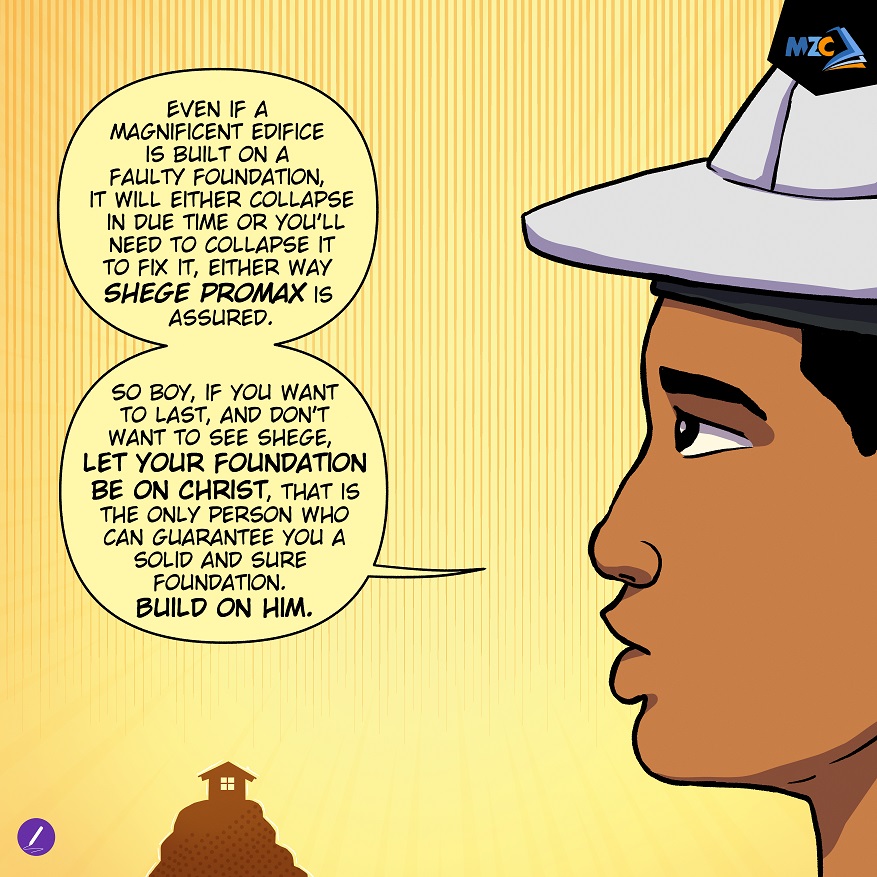 MZC
EVEN IF A
MAGNIFICENT EDIFICE
IS BUILT ON A
FAULTY FOUNDATION,
IT WILL EITHER COLLAPSE
IN DUE TIME OR YOU'LL
NEED TO COLLAPSE IT
TO FIX IT, EITHER WAY
SHEGE PROMAX IS
ASSURED.
SO BOY, IF YOU WANT
TO LAST, AND DON'T
WANT TO SEE SHEGE,
LET YOUR FOUNDATION
BE ON CHRIST, THAT IS
THE ONLY PERSON WHO
CAN GUARANTEE YOU A
SOLID AND SURE
FOUNDATION.
BUILD ON HIM.